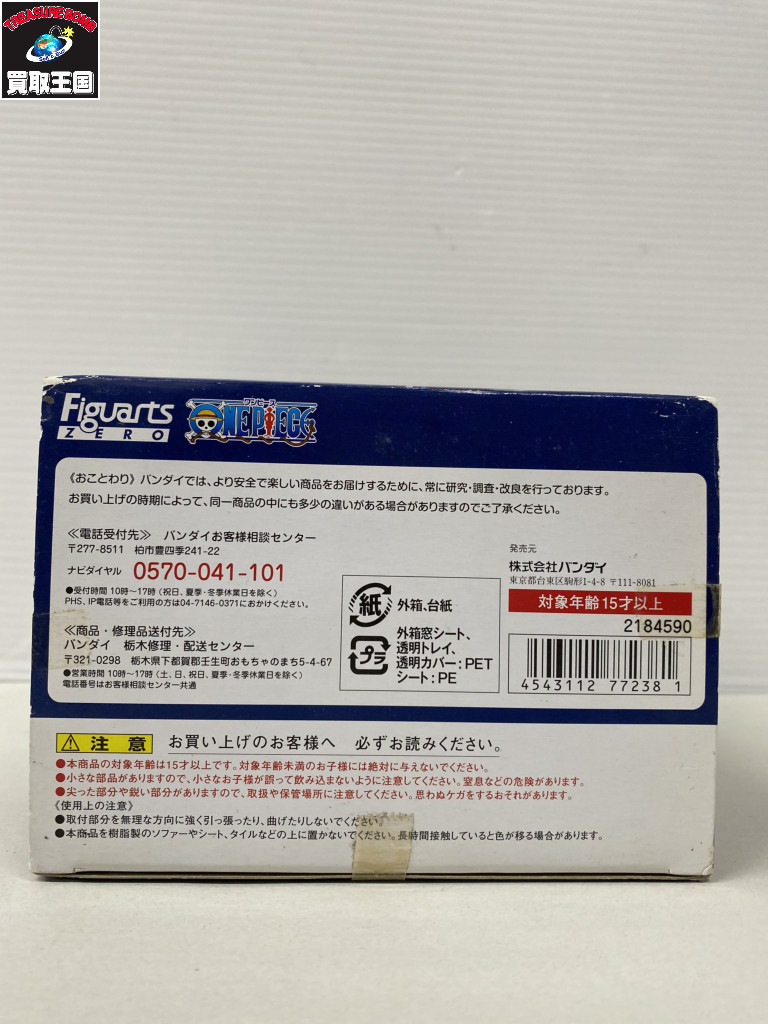 TREASURE BOMB
買取王国
Figuarts
ZERO
ワンピース
ONE PIECE
《おことわり》バンダイでは、より安全で楽しい商品をお届けするために、常に研究・調査・改良を行っております。
お買い上げの時期によって、同一商品の中にも多少の違いがある場合がありますのでご了承ください。
≪電話受付先≫ バンダイお客様相談センター
〒277-8511 柏市豊四季241-22
ナビダイヤル 0570-041-101
●受付時間 10時〜17時(祝日、夏季・冬季休業日を除く)
PHS、IP電話等をご利用の方は04-7146-0371におかけください。
≪商品・修理品送付先≫
バンダイ 栃木修理・配送センター
〒321-0298 栃木県下都賀郡壬生町おもちゃのまち5-4-67
●営業時間 10時〜17時(土、日、祝日、夏季・冬季休業日を除く)
電話番号はお客様相談センター共通
紙 外箱、台紙
プラ 外箱窓シート、
透明トレイ、
透明カバー:PET
シート:PE
発売元
株式会社バンダイ
東京都台東区駒形1-4-8 〒111-8081
対象年齢15才以上
2184590
4543112 77238 1
注意 お買い上げのお客様へ 必ずお読みください。
●本商品の対象年齢は15才以上です。対象年齢未満のお子様には絶対に与えないでください。
●小さな部品がありますので、小さなお子様が誤って飲み込まないように注意してください。窒息などの危険があります。
●尖った部分や鋭い部分がありますので、取扱や保管場所に注意してください。思わぬケガをするおそれがあります。
《使用上の注意》
●取付部分を無理な方向に強く引っ張ったり、曲げたりしないでください。
●本商品を樹脂製のソファーやシート、タイルなどの上に置かないでください。長時間接触していると色が移る場合があります。